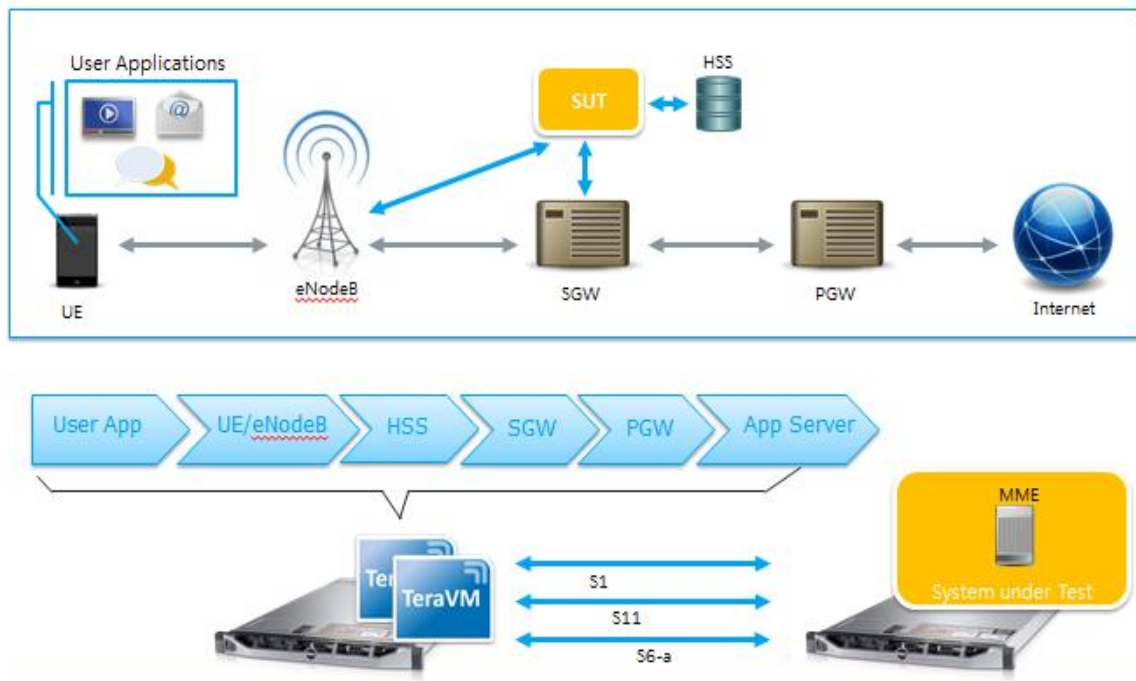 User Applications
HSS
SUT
@
eNodeB
UE
SGW
PGW
Internet
User App
UE/eNodeB
HSS
SGW
PGW
App Server
MME
System under Test
Ter
TeraVM
S1
S11
S6-a